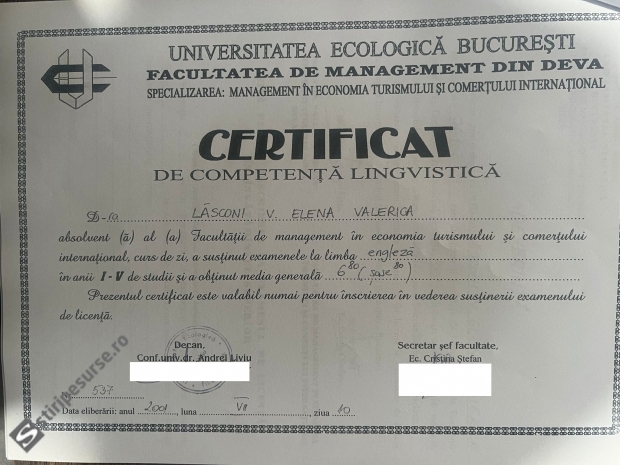 UNIVERSITATEA ECOLOGICĂ BUCUREŞTI
FACULTATEA DE MANAGEMENT DIN DEVA
SPECIALIZAREA: MANAGEMENT ÎN ECONOMIA TURISMULUI ŞI COMERŢULUI INTERNAŢIONAL
CERTIFICAT
DE COMPETENŢĂ LINGVISTICĂ
D-ra LĂSCONI V. ELENA VALERICA
absolvent (ă) al (a) Facultăţii de management în economia turismului şi comerţului
internaţional, curs de zi, a susţinut examenele la limba engleză
în anii I - V de studii şi a obţinut media generală 6 80 (şase 80)
Prezentul certificat este valabil numai pentru înscrierea în vederea susţinerii examenului
de licenţă.
Decan, Secretar şef facultate,
Conf.univ.dr. Andrei Liviu Ec. Cristina Ştefan
537
Data eliberării: anul 2001, luna VII, ziua 10
stiripesurse.ro